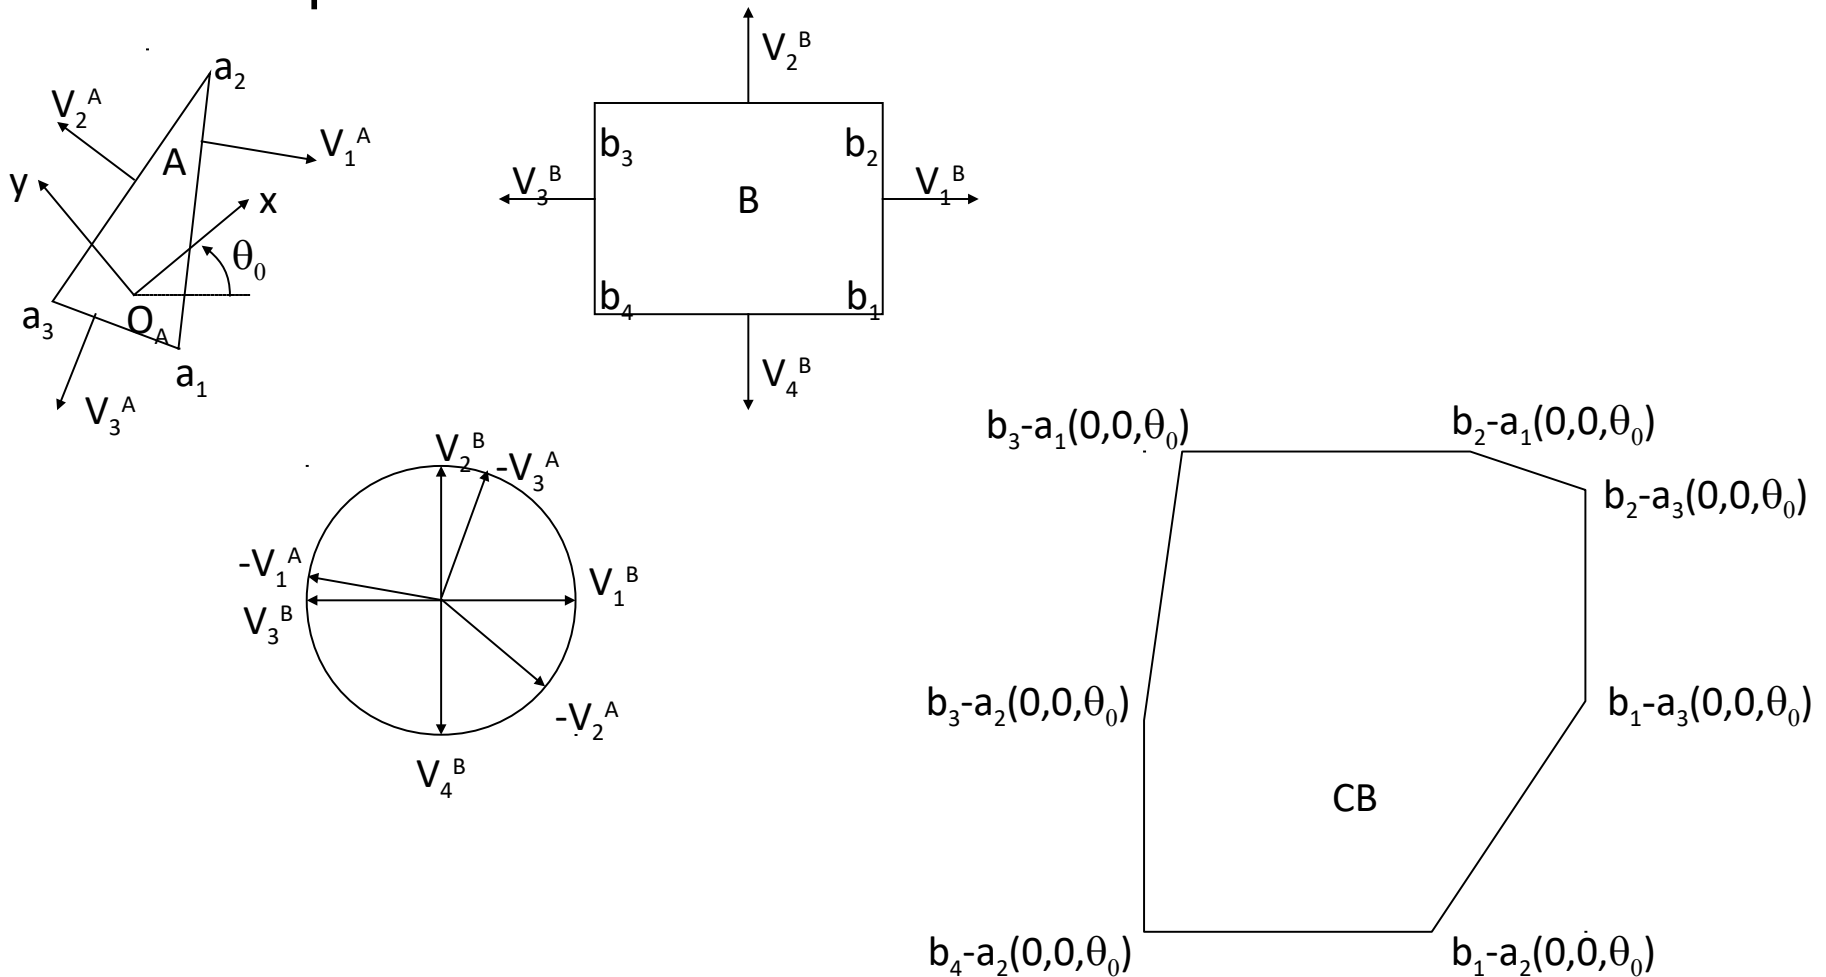 a₂
V₂ᴬ
A
V₁ᴬ
y
x
θ₀
a₃
O_A
a₁
V₃ᴬ
V₂ᴮ
b₃
b₂
V₃ᴮ
B
V₁ᴮ
b₄
b₁
V₄ᴮ
V₂ᴮ
-V₃ᴬ
-V₁ᴬ
V₁ᴮ
V₃ᴮ
-V₂ᴬ
V₄ᴮ
b₃-a₁(0,0,θ₀)
b₂-a₁(0,0,θ₀)
b₂-a₃(0,0,θ₀)
b₃-a₂(0,0,θ₀)
b₁-a₃(0,0,θ₀)
CB
b₄-a₂(0,0,θ₀)
b₁-a₂(0,0,θ₀)